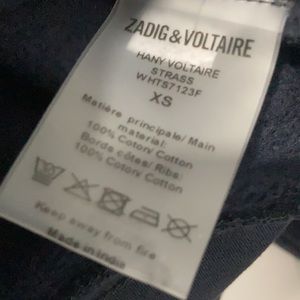 ZADIG & VOLTAIRE
HANY VOLTAIRE
STRASS
WHTS7123F
XS
Matière principale/ Main
material:
100% Coton/ Cotton
Bords côtes/ Ribs:
100% Coton/ Cotton
Keep away from fire
Made in India